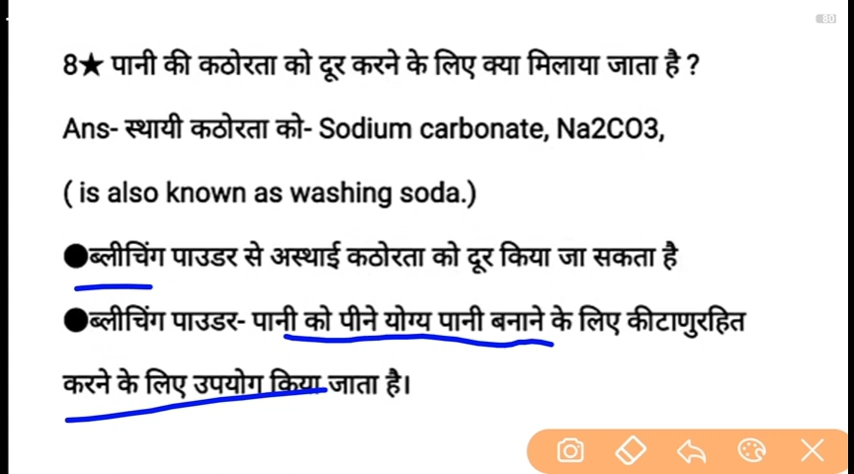 80
8★ पानी की कठोरता को दूर करने के लिए क्या मिलाया जाता है ?
Ans- स्थायी कठोरता को- Sodium carbonate, Na2CO3,
( is also known as washing soda.)
●ब्लीचिंग पाउडर से अस्थाई कठोरता को दूर किया जा सकता है
●ब्लीचिंग पाउडर- पानी को पीने योग्य पानी बनाने के लिए कीटाणुरहित
करने के लिए उपयोग किया जाता है।